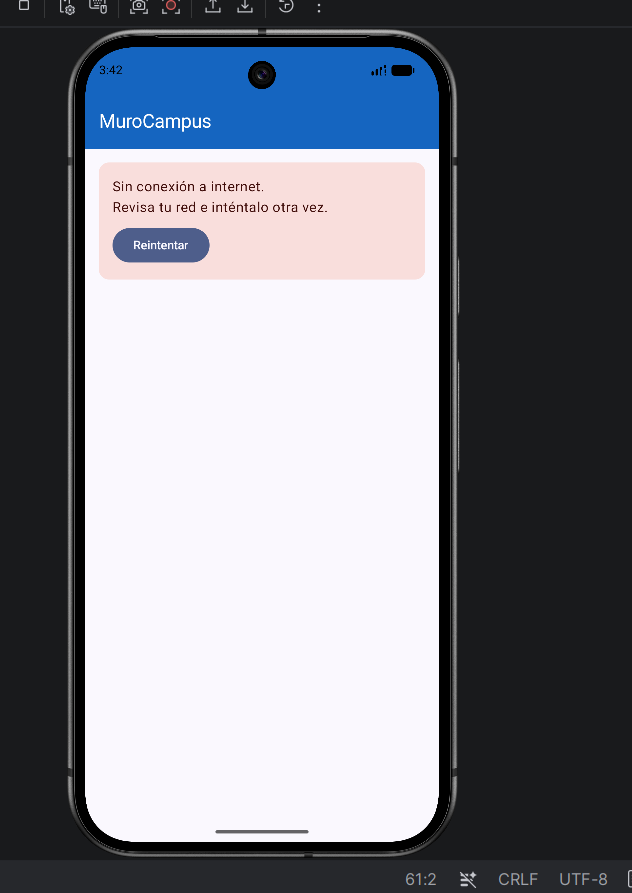 3:42
MuroCampus
Sin conexión a internet.
Revisa tu red e inténtalo otra vez.
Reintentar
61:2
CRLF
UTF-8